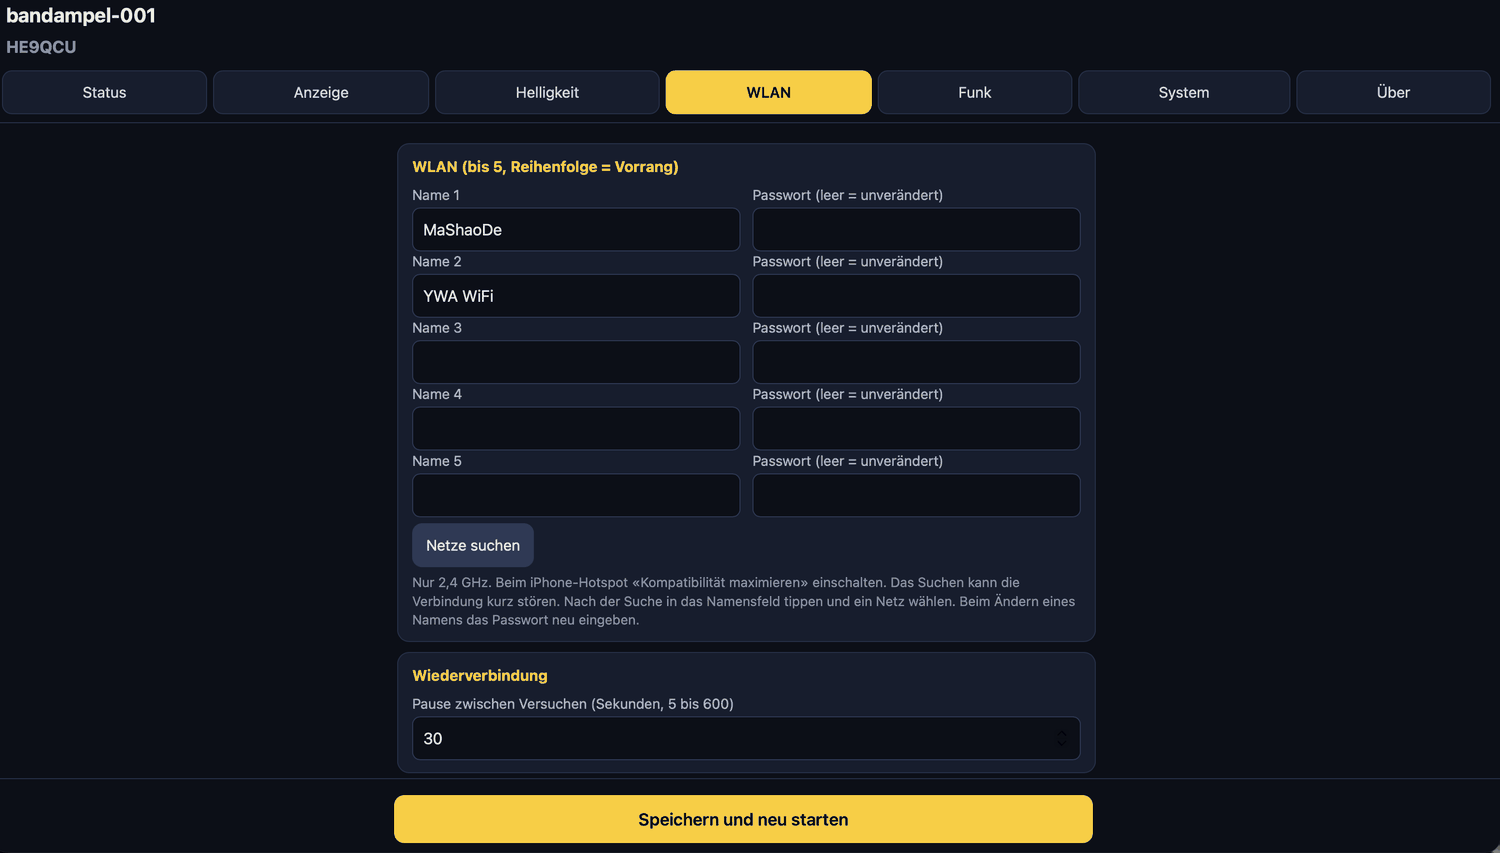 bandampel-001
HE9QCU
Status
Anzeige
Helligkeit
WLAN
Funk
System
Über
WLAN (bis 5, Reihenfolge = Vorrang)
Name 1
Passwort (leer = unverändert)
MaShaoDe
Name 2
Passwort (leer = unverändert)
YWA WiFi
Name 3
Passwort (leer = unverändert)
Name 4
Passwort (leer = unverändert)
Name 5
Passwort (leer = unverändert)
Netze suchen
Nur 2,4 GHz. Beim iPhone-Hotspot «Kompatibilität maximieren» einschalten. Das Suchen kann die
Verbindung kurz stören. Nach der Suche in das Namensfeld tippen und ein Netz wählen. Beim Ändern eines
Namens das Passwort neu eingeben.
Wiederverbindung
Pause zwischen Versuchen (Sekunden, 5 bis 600)
30
Speichern und neu starten